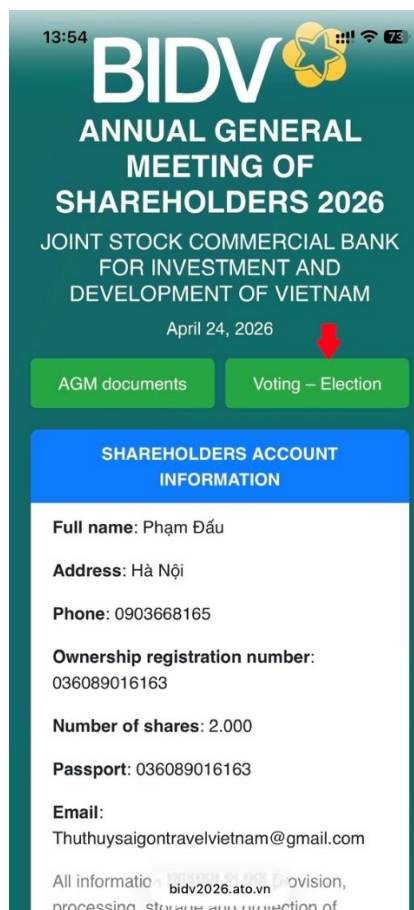 13:54
73
BIDV
ANNUAL GENERAL
MEETING OF
SHAREHOLDERS 2026
JOINT STOCK COMMERCIAL BANK
FOR INVESTMENT AND
DEVELOPMENT OF VIETNAM
April 24, 2026
AGM documents
Voting – Election
SHAREHOLDERS ACCOUNT
INFORMATION
Full name: Phạm Đấu
Address: Hà Nội
Phone: 0903668165
Ownership registration number:
036089016163
Number of shares: 2.000
Passport: 036089016163
Email:
Thuthuysaigontravelvietnam@gmail.com
All information
bidv2026.ato.vn
processing, storage and protection of